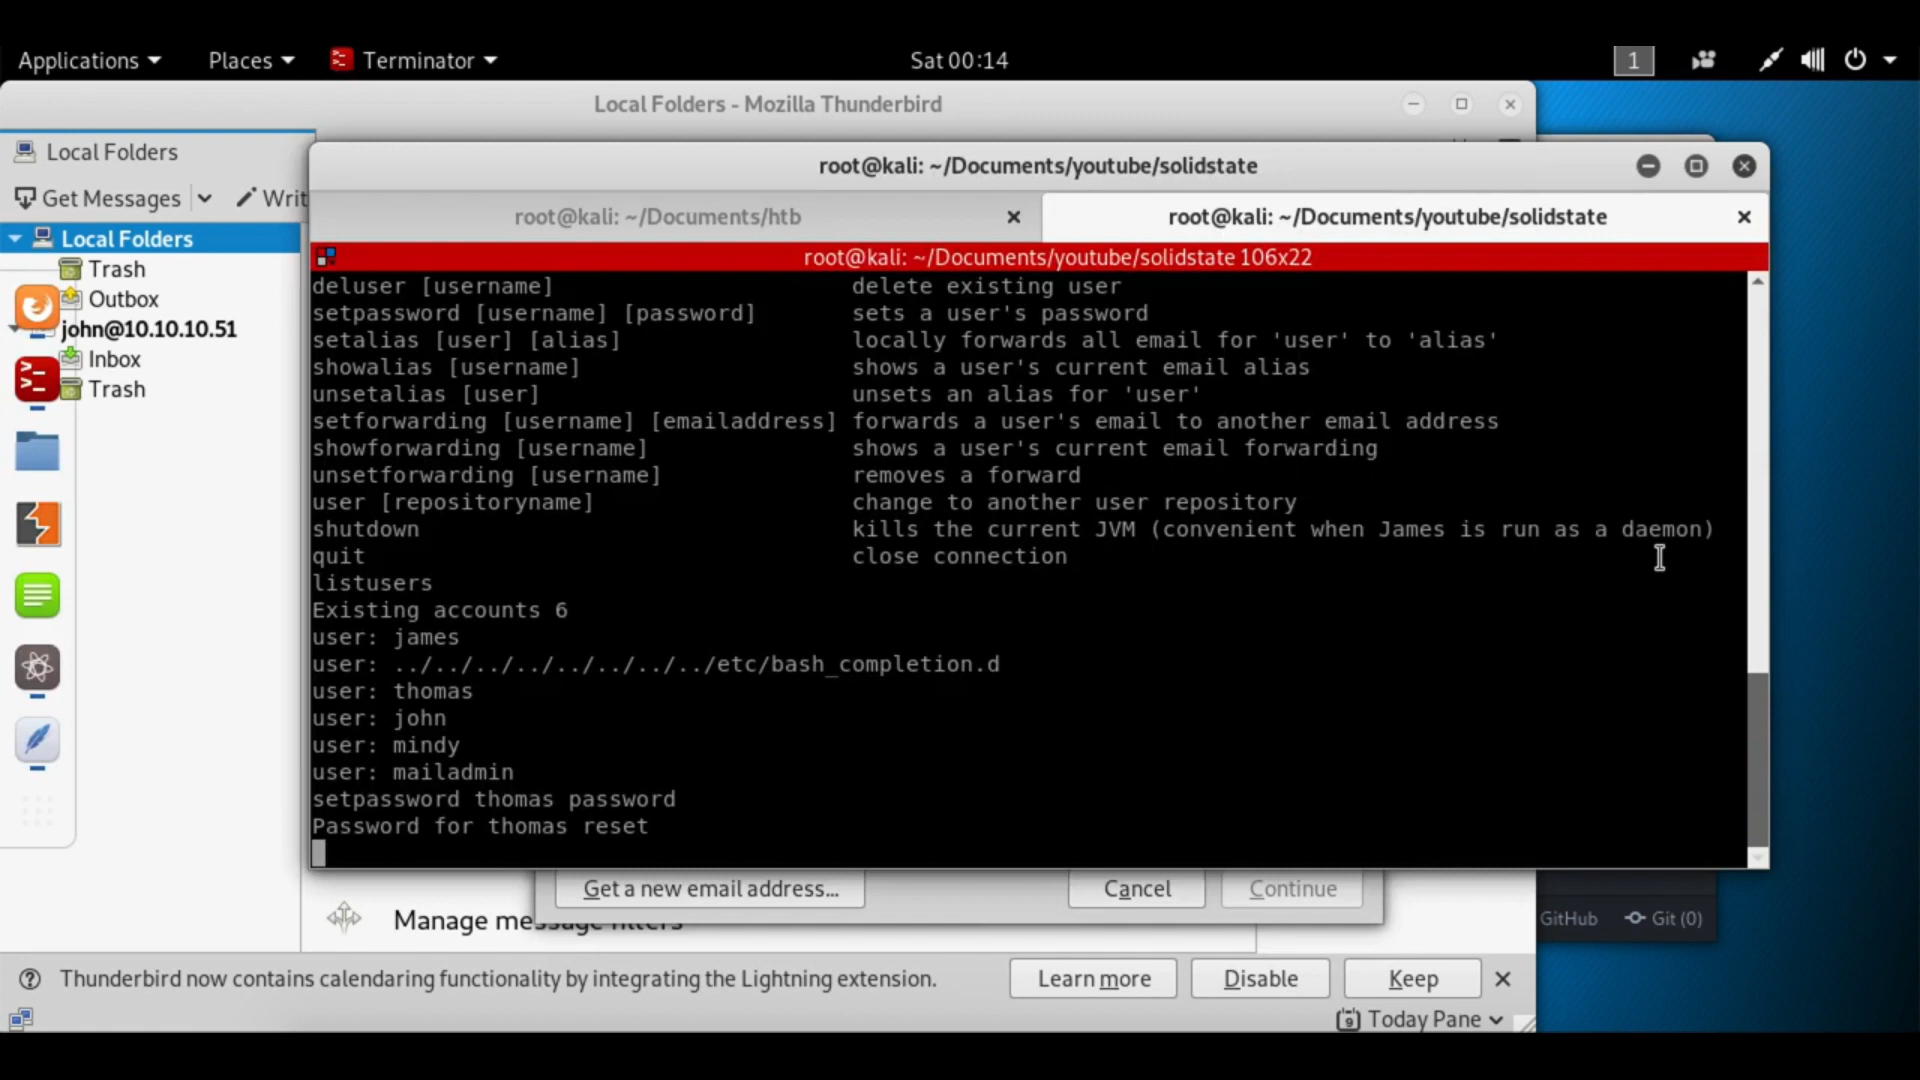 Applications Places Terminator Sat 00:14 1
Local Folders - Mozilla Thunderbird
Local Folders
root@kali: ~/Documents/youtube/solidstate
Get Messages Writ
root@kali: ~/Documents/htb root@kali: ~/Documents/youtube/solidstate
Local Folders
root@kali: ~/Documents/youtube/solidstate 106x22
Trash
Outbox
john@10.10.10.51
Inbox
Trash
deluser [username] delete existing user
setpassword [username] [password] sets a user's password
setalias [user] [alias] locally forwards all email for 'user' to 'alias'
showalias [username] shows a user's current email alias
unsetalias [user] unsets an alias for 'user'
setforwarding [username] [emailaddress] forwards a user's email to another email address
showforwarding [username] shows a user's current email forwarding
unsetforwarding [username] removes a forward
user [repositoryname] change to another user repository
shutdown kills the current JVM (convenient when James is run as a daemon)
quit close connection
listusers
Existing accounts 6
user: james
user: ../../../../../../../../etc/bash_completion.d
user: thomas
user: john
user: mindy
user: mailadmin
setpassword thomas password
Password for thomas reset
Get a new email address... Cancel Continue
Manage message filters
GitHub Git (0)
Thunderbird now contains calendaring functionality by integrating the Lightning extension. Learn more Disable Keep
9 Today Pane